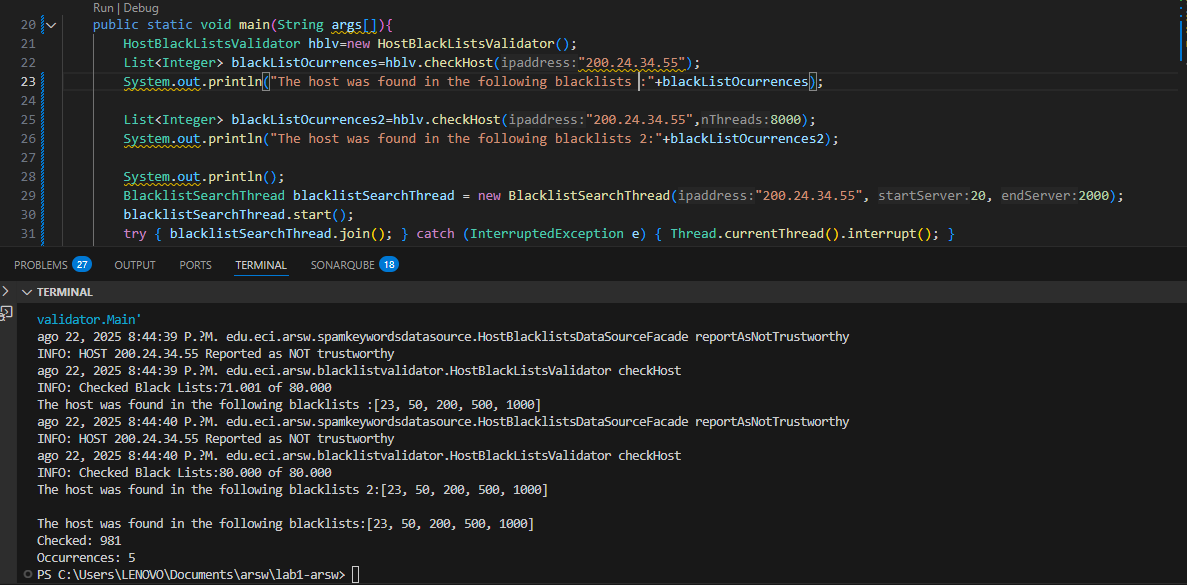 Run | Debug
20 public static void main(String args[]){
21 HostBlackListsValidator hblv=new HostBlackListsValidator();
22 List<Integer> blackListOcurrences=hblv.checkHost(ipaddress:"200.24.34.55");
23 System.out.println("The host was found in the following blacklists :"+blackListOcurrences);
24
25 List<Integer> blackListOcurrences2=hblv.checkHost(ipaddress:"200.24.34.55",nThreads:8000);
26 System.out.println("The host was found in the following blacklists 2:"+blackListOcurrences2);
27
28 System.out.println();
29 BlacklistSearchThread blacklistSearchThread = new BlacklistSearchThread(ipaddress:"200.24.34.55", startServer:20, endServer:2000);
30 blacklistSearchThread.start();
31 try { blacklistSearchThread.join(); } catch (InterruptedException e) { Thread.currentThread().interrupt(); }
PROBLEMS 27 OUTPUT PORTS TERMINAL SONARQUBE 18
TERMINAL
validator.Main'
ago 22, 2025 8:44:39 P.?M. edu.eci.arsw.spamkeywordsdatasource.HostBlacklistsDataSourceFacade reportAsNotTrustworthy
INFO: HOST 200.24.34.55 Reported as NOT trustworthy
ago 22, 2025 8:44:39 P.?M. edu.eci.arsw.blacklistvalidator.HostBlackListsValidator checkHost
INFO: Checked Black Lists:71.001 of 80.000
The host was found in the following blacklists :[23, 50, 200, 500, 1000]
ago 22, 2025 8:44:40 P.?M. edu.eci.arsw.spamkeywordsdatasource.HostBlacklistsDataSourceFacade reportAsNotTrustworthy
INFO: HOST 200.24.34.55 Reported as NOT trustworthy
ago 22, 2025 8:44:40 P.?M. edu.eci.arsw.blacklistvalidator.HostBlackListsValidator checkHost
INFO: Checked Black Lists:80.000 of 80.000
The host was found in the following blacklists 2:[23, 50, 200, 500, 1000]
The host was found in the following blacklists:[23, 50, 200, 500, 1000]
Checked: 981
Occurrences: 5
PS C:\Users\LENOVO\Documents\arsw\lab1-arsw>